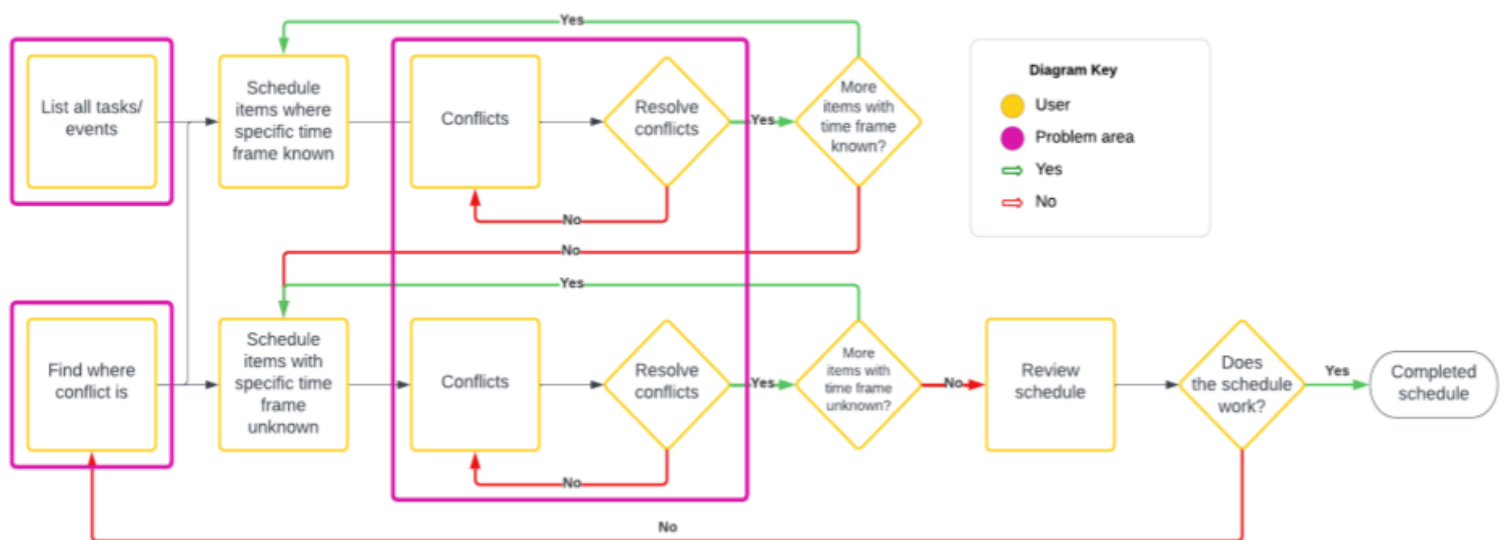 Yes
List all tasks/
events
Schedule
items where
specific time
frame known
Conflicts
Resolve
conflicts
Yes
More
items with
time frame
known?
No
No
Diagram Key
User
Problem area
Yes
No
Yes
Find where
conflict is
Schedule
items with
specific time
frame
unknown
Conflicts
Resolve
conflicts
Yes
More
items with
time frame
unknown?
No
Review
schedule
Does
the schedule
work?
Yes
Completed
schedule
No
No